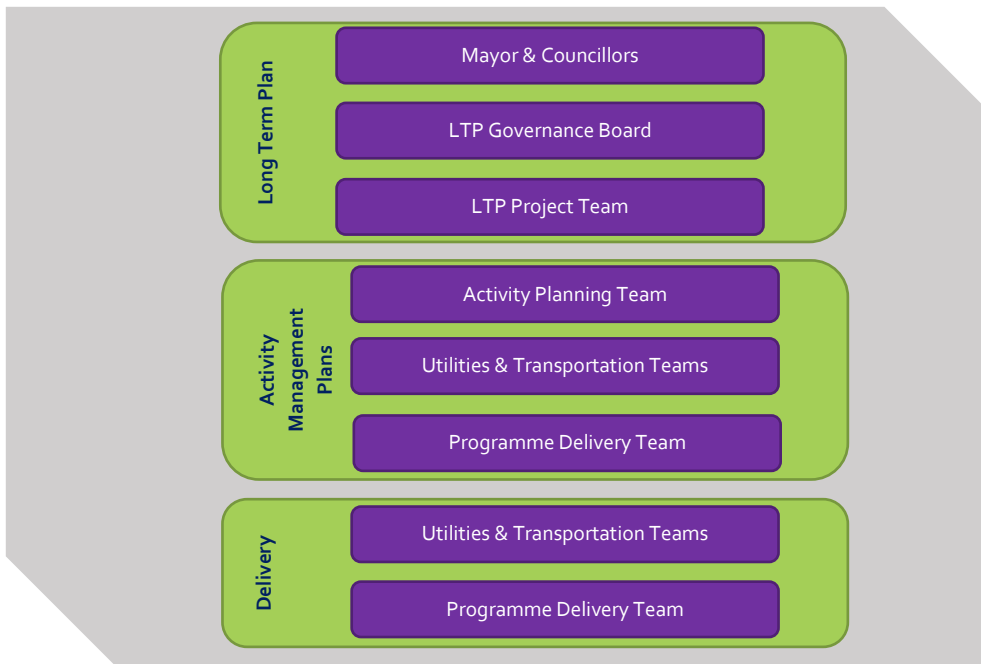 Long Term Plan
Mayor & Councillors
LTP Governance Board
LTP Project Team
Activity
Management
Plans
Activity Planning Team
Utilities & Transportation Teams
Programme Delivery Team
Delivery
Utilities & Transportation Teams
Programme Delivery Team